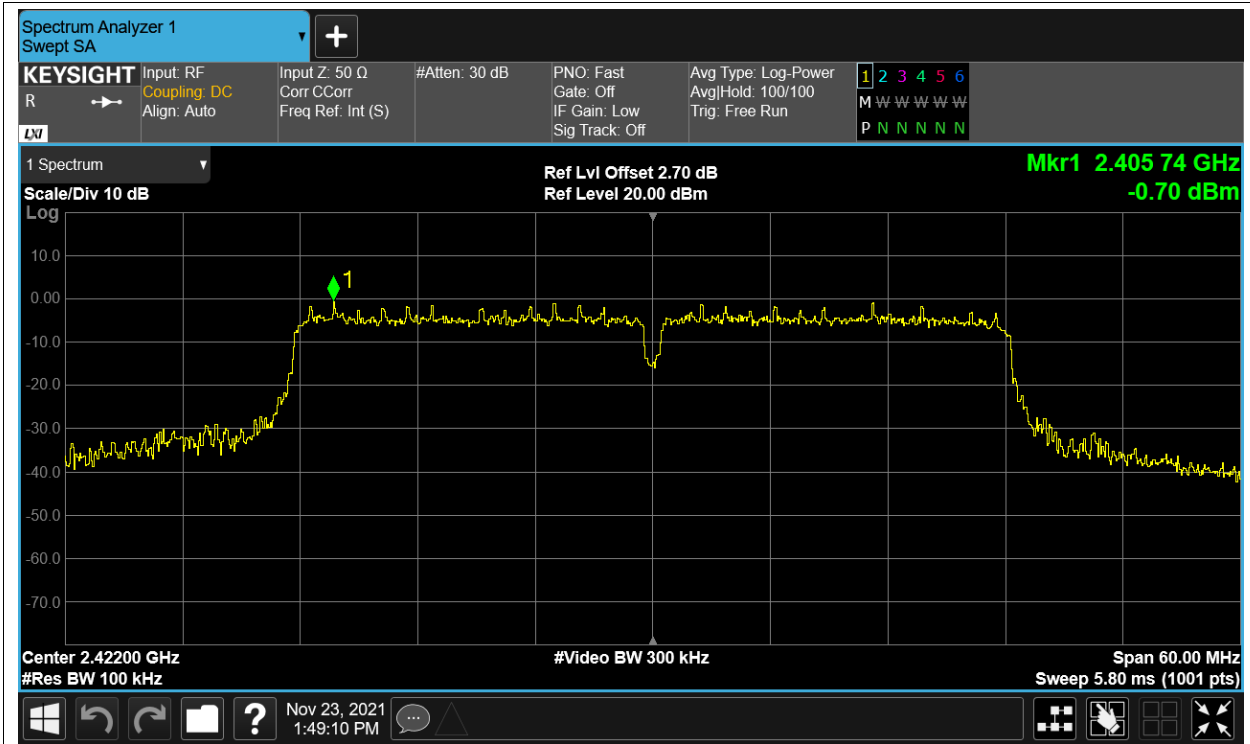 Spectrum Analyzer 1
Swept SA
KEYSIGHT
R
LXI
Input: RF
Coupling: DC
Align: Auto
Input Z: 50 Ω
Corr CCorr
Freq Ref: Int (S)
#Atten: 30 dB
PNO: Fast
Gate: Off
IF Gain: Low
Sig Track: Off
Avg Type: Log-Power
Avg|Hold: 100/100
Trig: Free Run
1 2 3 4 5 6
M W W W W W W
P N N N N N
1 Spectrum
Scale/Div 10 dB
Log
Ref Lvl Offset 2.70 dB
Ref Level 20.00 dBm
Mkr1 2.405 74 GHz
-0.70 dBm
10.0
0.00
-10.0
-20.0
-30.0
-40.0
-50.0
-60.0
-70.0
1
Center 2.42200 GHz
#Res BW 100 kHz
#Video BW 300 kHz
Span 60.00 MHz
Sweep 5.80 ms (1001 pts)
?
Nov 23, 2021
1:49:10 PM